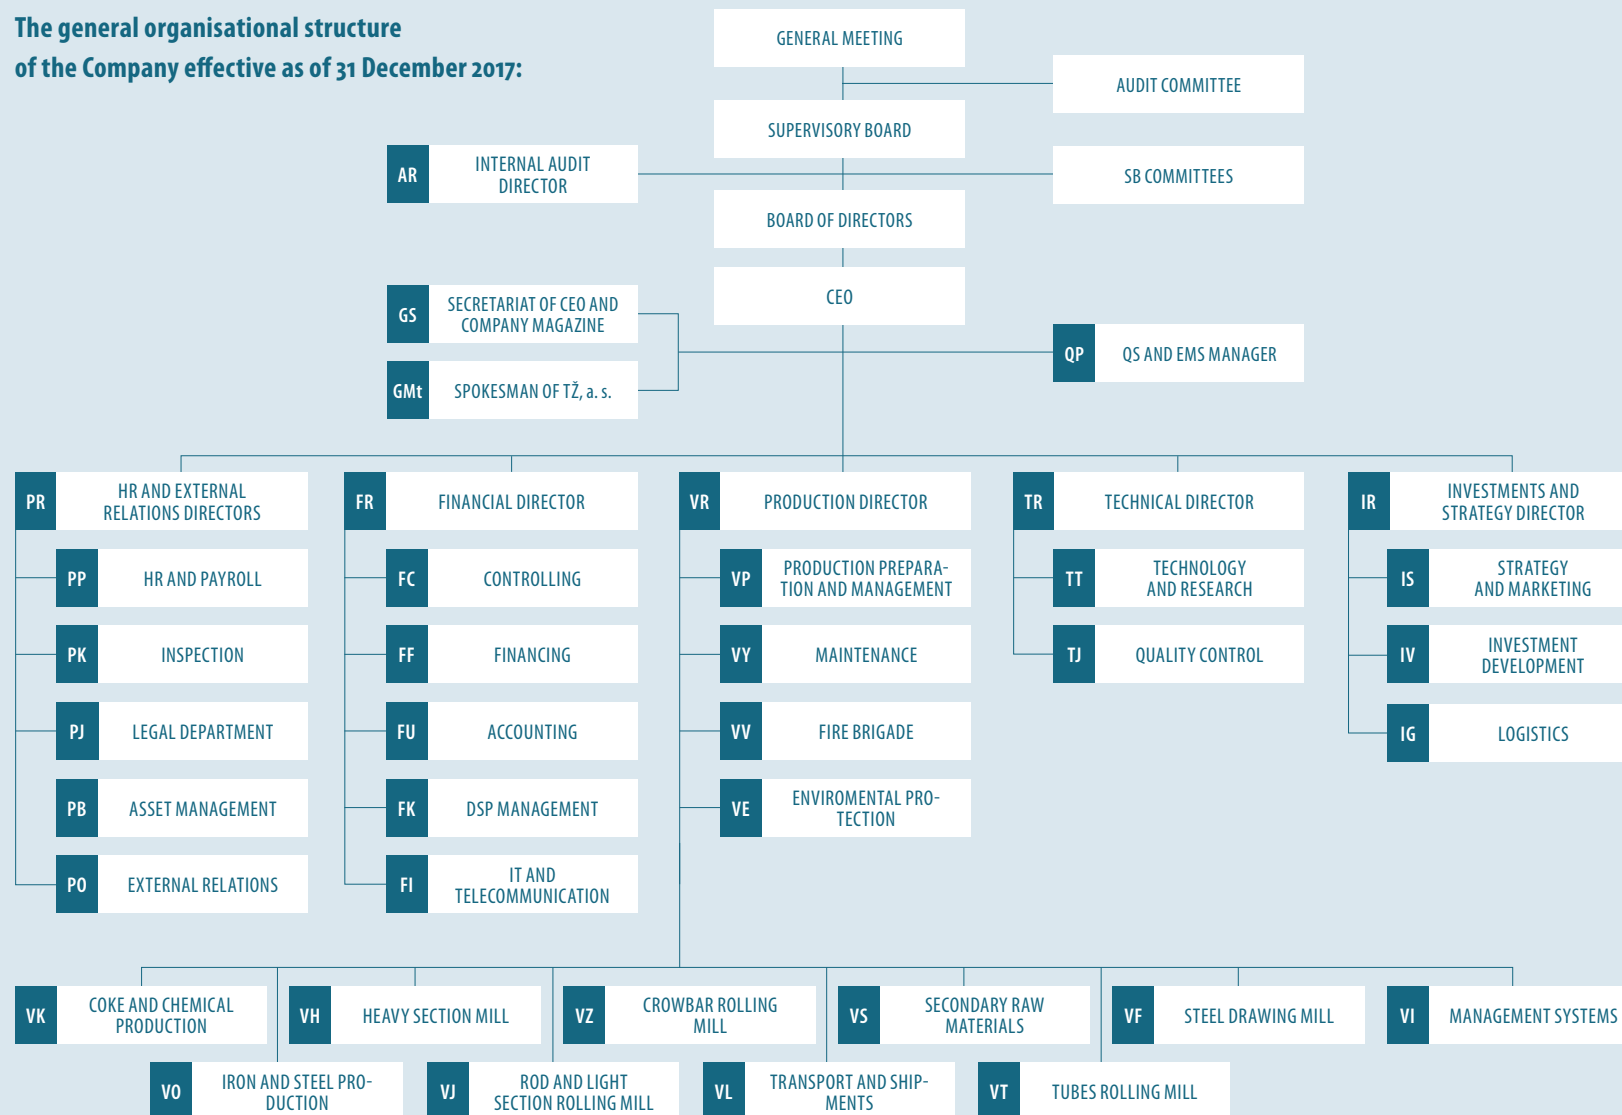 The general organisational structure
of the Company effective as of 31 December 2017:
GENERAL MEETING
AUDIT COMMITTEE
SUPERVISORY BOARD
AR
INTERNAL AUDIT
DIRECTOR
SB COMMITTEES
BOARD OF DIRECTORS
CEO
GS
SECRETARIAT OF CEO AND
COMPANY MAGAZINE
QP
QS AND EMS MANAGER
GMt
SPOKESMAN OF TŽ, a. s.
PR
HR AND EXTERNAL
RELATIONS DIRECTORS
PP
HR AND PAYROLL
PK
INSPECTION
PJ
LEGAL DEPARTMENT
PB
ASSET MANAGEMENT
PO
EXTERNAL RELATIONS
FR
FINANCIAL DIRECTOR
FC
CONTROLLING
FF
FINANCING
FU
ACCOUNTING
FK
DSP MANAGEMENT
FI
IT AND
TELECOMMUNICATION
VR
PRODUCTION DIRECTOR
VP
PRODUCTION PREPARA-
TION AND MANAGEMENT
VY
MAINTENANCE
VV
FIRE BRIGADE
VE
ENVIROMENTAL PRO-
TECTION
TR
TECHNICAL DIRECTOR
TT
TECHNOLOGY
AND RESEARCH
TJ
QUALITY CONTROL
IR
INVESTMENTS AND
STRATEGY DIRECTOR
IS
STRATEGY
AND MARKETING
IV
INVESTMENT
DEVELOPMENT
IG
LOGISTICS
VK
COKE AND CHEMICAL
PRODUCTION
VH
HEAVY SECTION MILL
VZ
CROWBAR ROLLING
MILL
VS
SECONDARY RAW
MATERIALS
VF
STEEL DRAWING MILL
VI
MANAGEMENT SYSTEMS
VO
IRON AND STEEL PRO-
DUCTION
VJ
ROD AND LIGHT
SECTION ROLLING MILL
VL
TRANSPORT AND SHIP-
MENTS
VT
TUBES ROLLING MILL